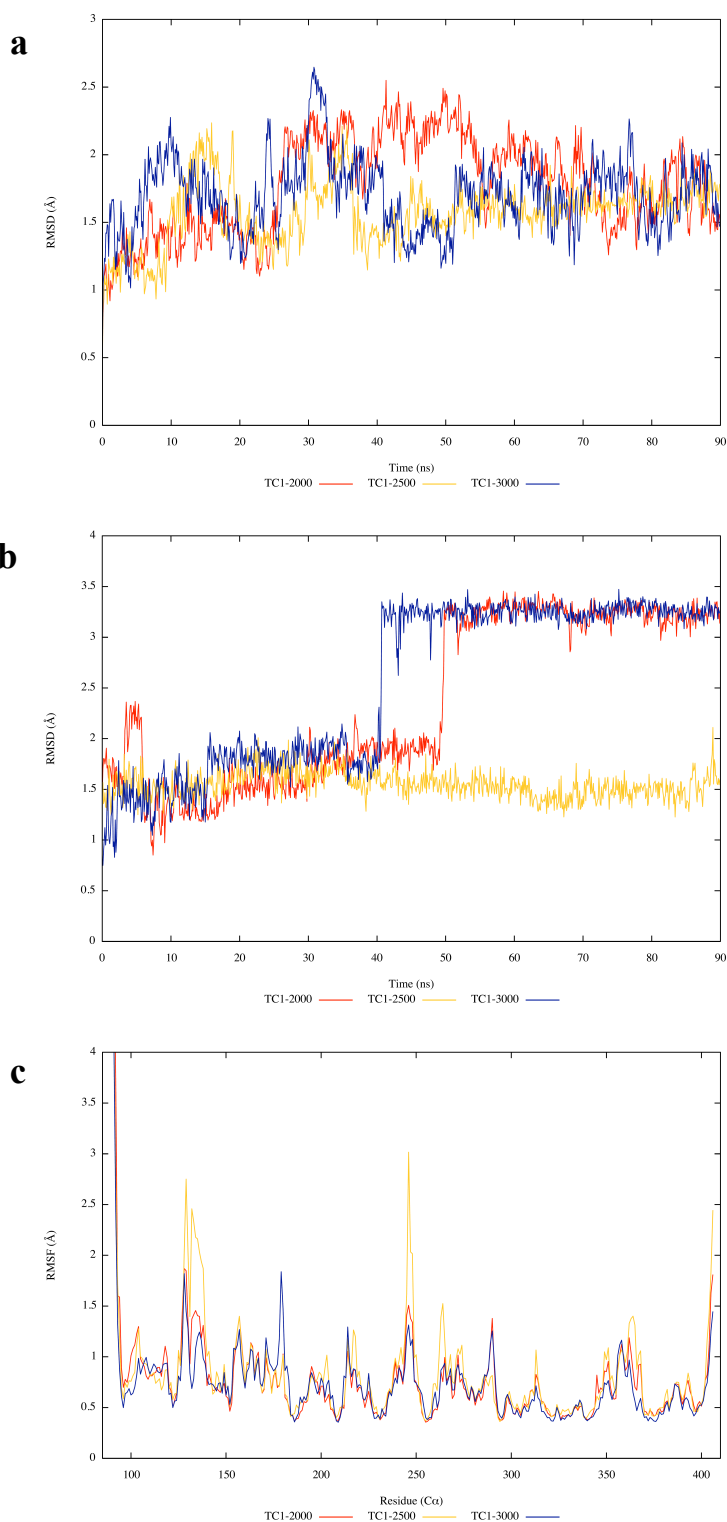 a
3
2.5
2
1.5
1
0.5
0
RMSD (Å)
0 10 20 30 40 50 60 70 80 90
Time (ns)
TC1-2000 TC1-2500 TC1-3000
b
4
3.5
3
2.5
2
1.5
1
0.5
0
RMSD (Å)
0 10 20 30 40 50 60 70 80 90
Time (ns)
TC1-2000 TC1-2500 TC1-3000
c
4
3.5
3
2.5
2
1.5
1
0.5
0
RMSF (Å)
100 150 200 250 300 350 400
Residue (Cα)
TC1-2000 TC1-2500 TC1-3000